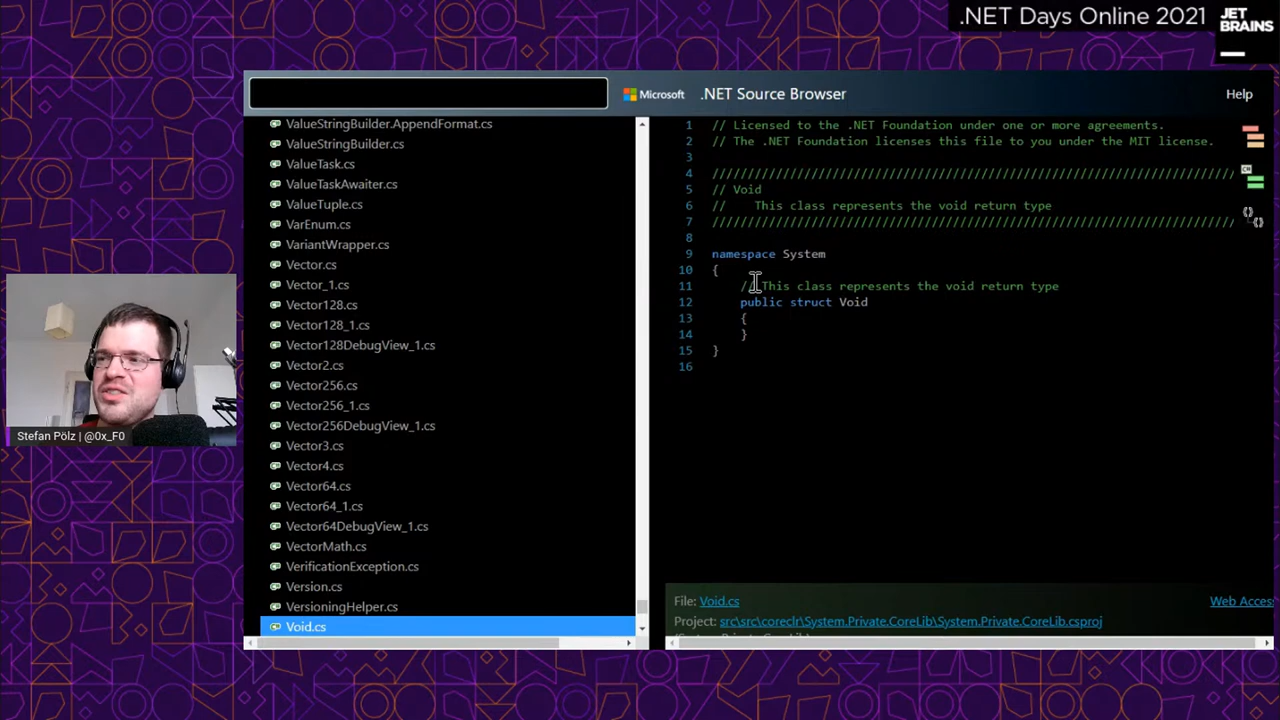 .NET Days Online 2021
JET
BRAINS
Microsoft
.NET Source Browser
Help
ValueStringBuilder.AppendFormat.cs
ValueStringBuilder.cs
ValueTask.cs
ValueTaskAwaiter.cs
ValueTuple.cs
VarEnum.cs
VariantWrapper.cs
Vector.cs
Vector_1.cs
Vector128.cs
Vector128_1.cs
Vector128DebugView_1.cs
Vector2.cs
Vector256.cs
Vector256_1.cs
Vector256DebugView_1.cs
Vector3.cs
Vector4.cs
Vector64.cs
Vector64_1.cs
Vector64DebugView_1.cs
VectorMath.cs
VerificationException.cs
Version.cs
VersioningHelper.cs
Void.cs
1 // Licensed to the .NET Foundation under one or more agreements.
2 // The .NET Foundation licenses this file to you under the MIT license.
3
4 //////////////////////////////////////////////////////////////////////////
5 // Void
6 //    This class represents the void return type
7 //////////////////////////////////////////////////////////////////////////
8
9 namespace System
10 {
11     // This class represents the void return type
12     public struct Void
13     {
14     }
15 }
16
C#
{}
{}
File: Void.cs
Web Acces
Project: src\src\coreclr\System.Private.CoreLib\System.Private.CoreLib.csproj
Stefan Pölz | @0x_F0